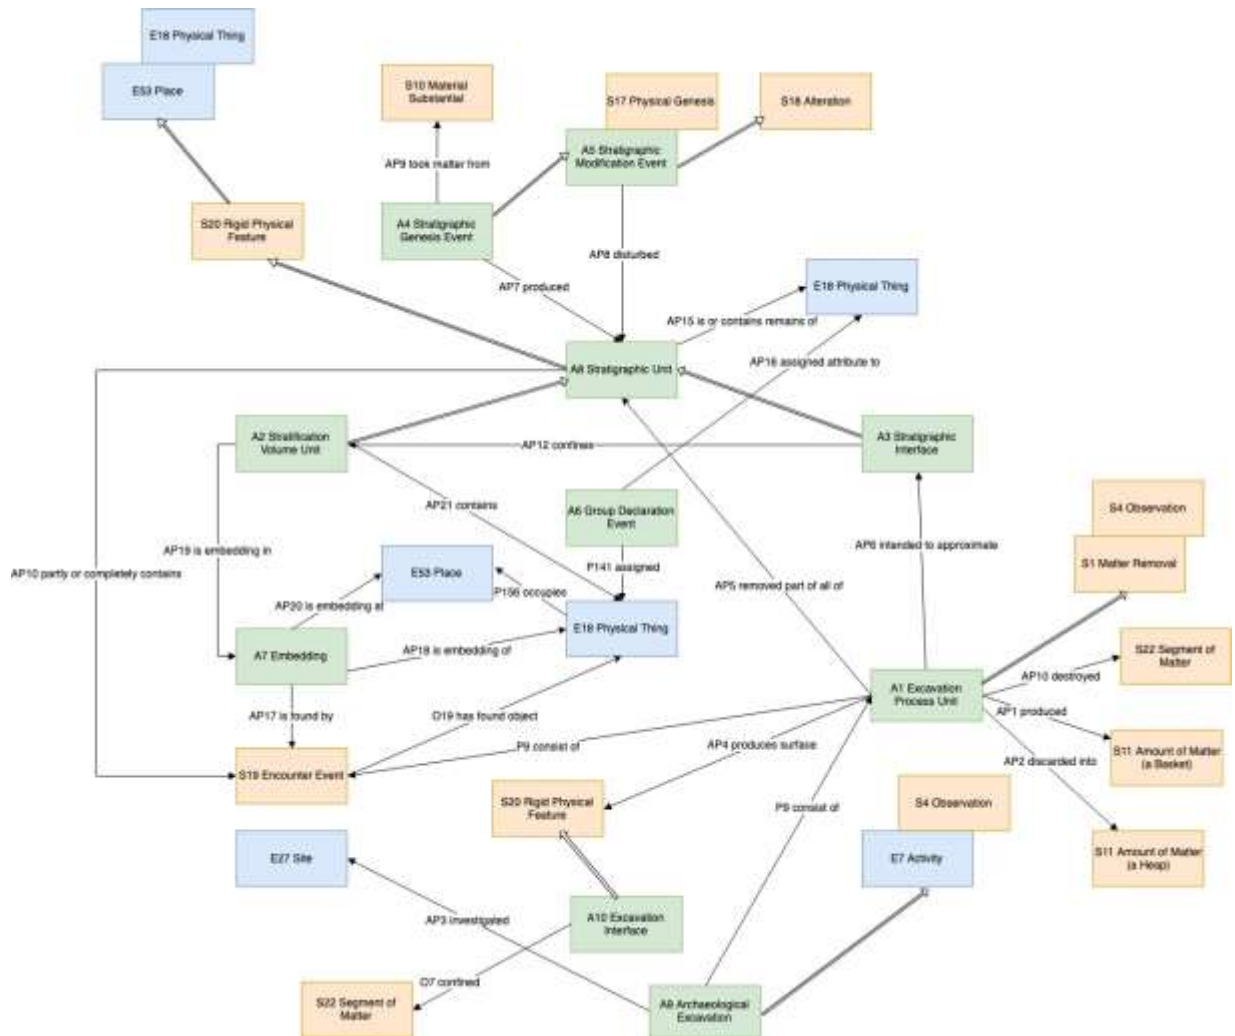 E18 Physical Thing
E53 Place
S10 Material
Substantial
S17 Physical Genesis
S18 Alteration
A5 Stratigraphic
Modification Event
AP9 took matter from
S20 Rigid Physical
Feature
A4 Stratigraphic
Genesis Event
AP8 disturbed
AP7 produced
E18 Physical Thing
AP15 is or contains remains of
AP16 assigned attribute to
A8 Stratigraphic Unit
A2 Stratification
Volume Unit
AP12 confines
A3 Stratigraphic
Interface
AP21 contains
A6 Group Declaration
Event
S4 Observation
AP19 is embedding in
AP6 intended to approximate
S1 Matter Removal
AP10 partly or completely contains
E53 Place
P141 assigned
AP5 removed part of all of
P156 occupies
AP20 is embedding at
E18 Physical Thing
A7 Embedding
AP18 is embedding of
S22 Segment of
Matter
A1 Excavation
Process Unit
AP10 destroyed
AP17 is found by
O19 has found object
AP1 produced
P9 consist of
AP4 produces surface
S11 Amount of Matter
(a Basket)
AP2 discarded into
S19 Encounter Event
S20 Rigid Physical
Feature
S4 Observation
P9 consist of
E27 Site
E7 Activity
S11 Amount of Matter
(a Heap)
AP3 investigated
A10 Excavation
Interface
O7 confined
S22 Segment of
Matter
A9 Archaeological
Excavation